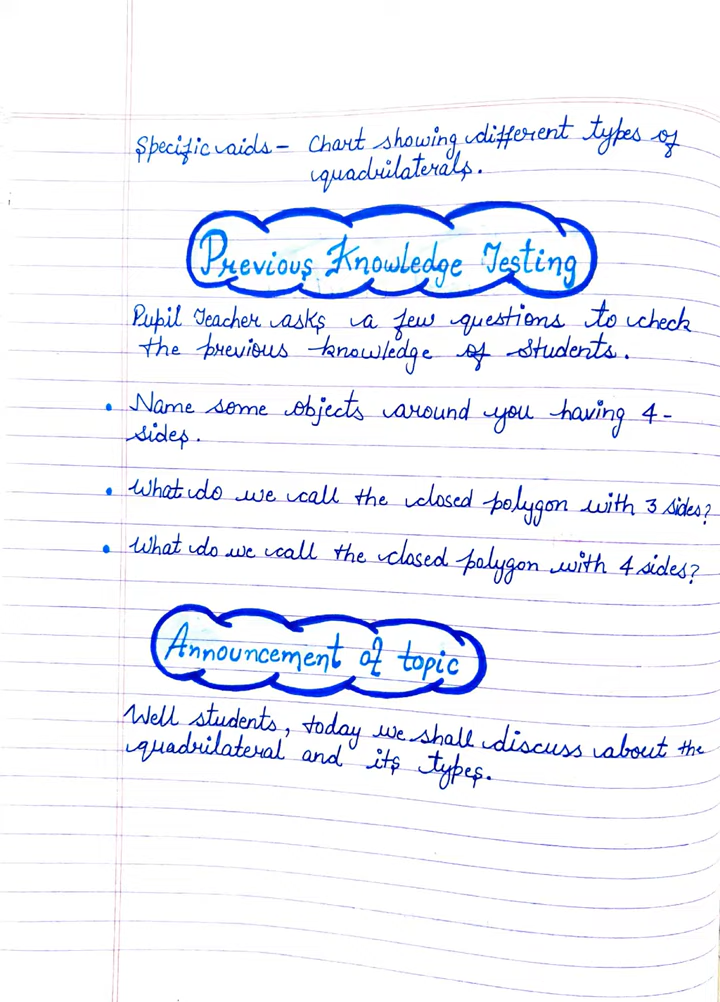 Specific aids - Chart showing different types of
quadrilaterals.
Previous Knowledge Testing
Pupil Teacher asks a few questions to check
the previous knowledge of students.
• Name some objects around you having 4-
sides.
• What do we call the closed polygon with 3 sides?
• What do we call the closed polygon with 4 sides?
Announcement of topic
Well students, today we shall discuss about the
quadrilateral and its types.